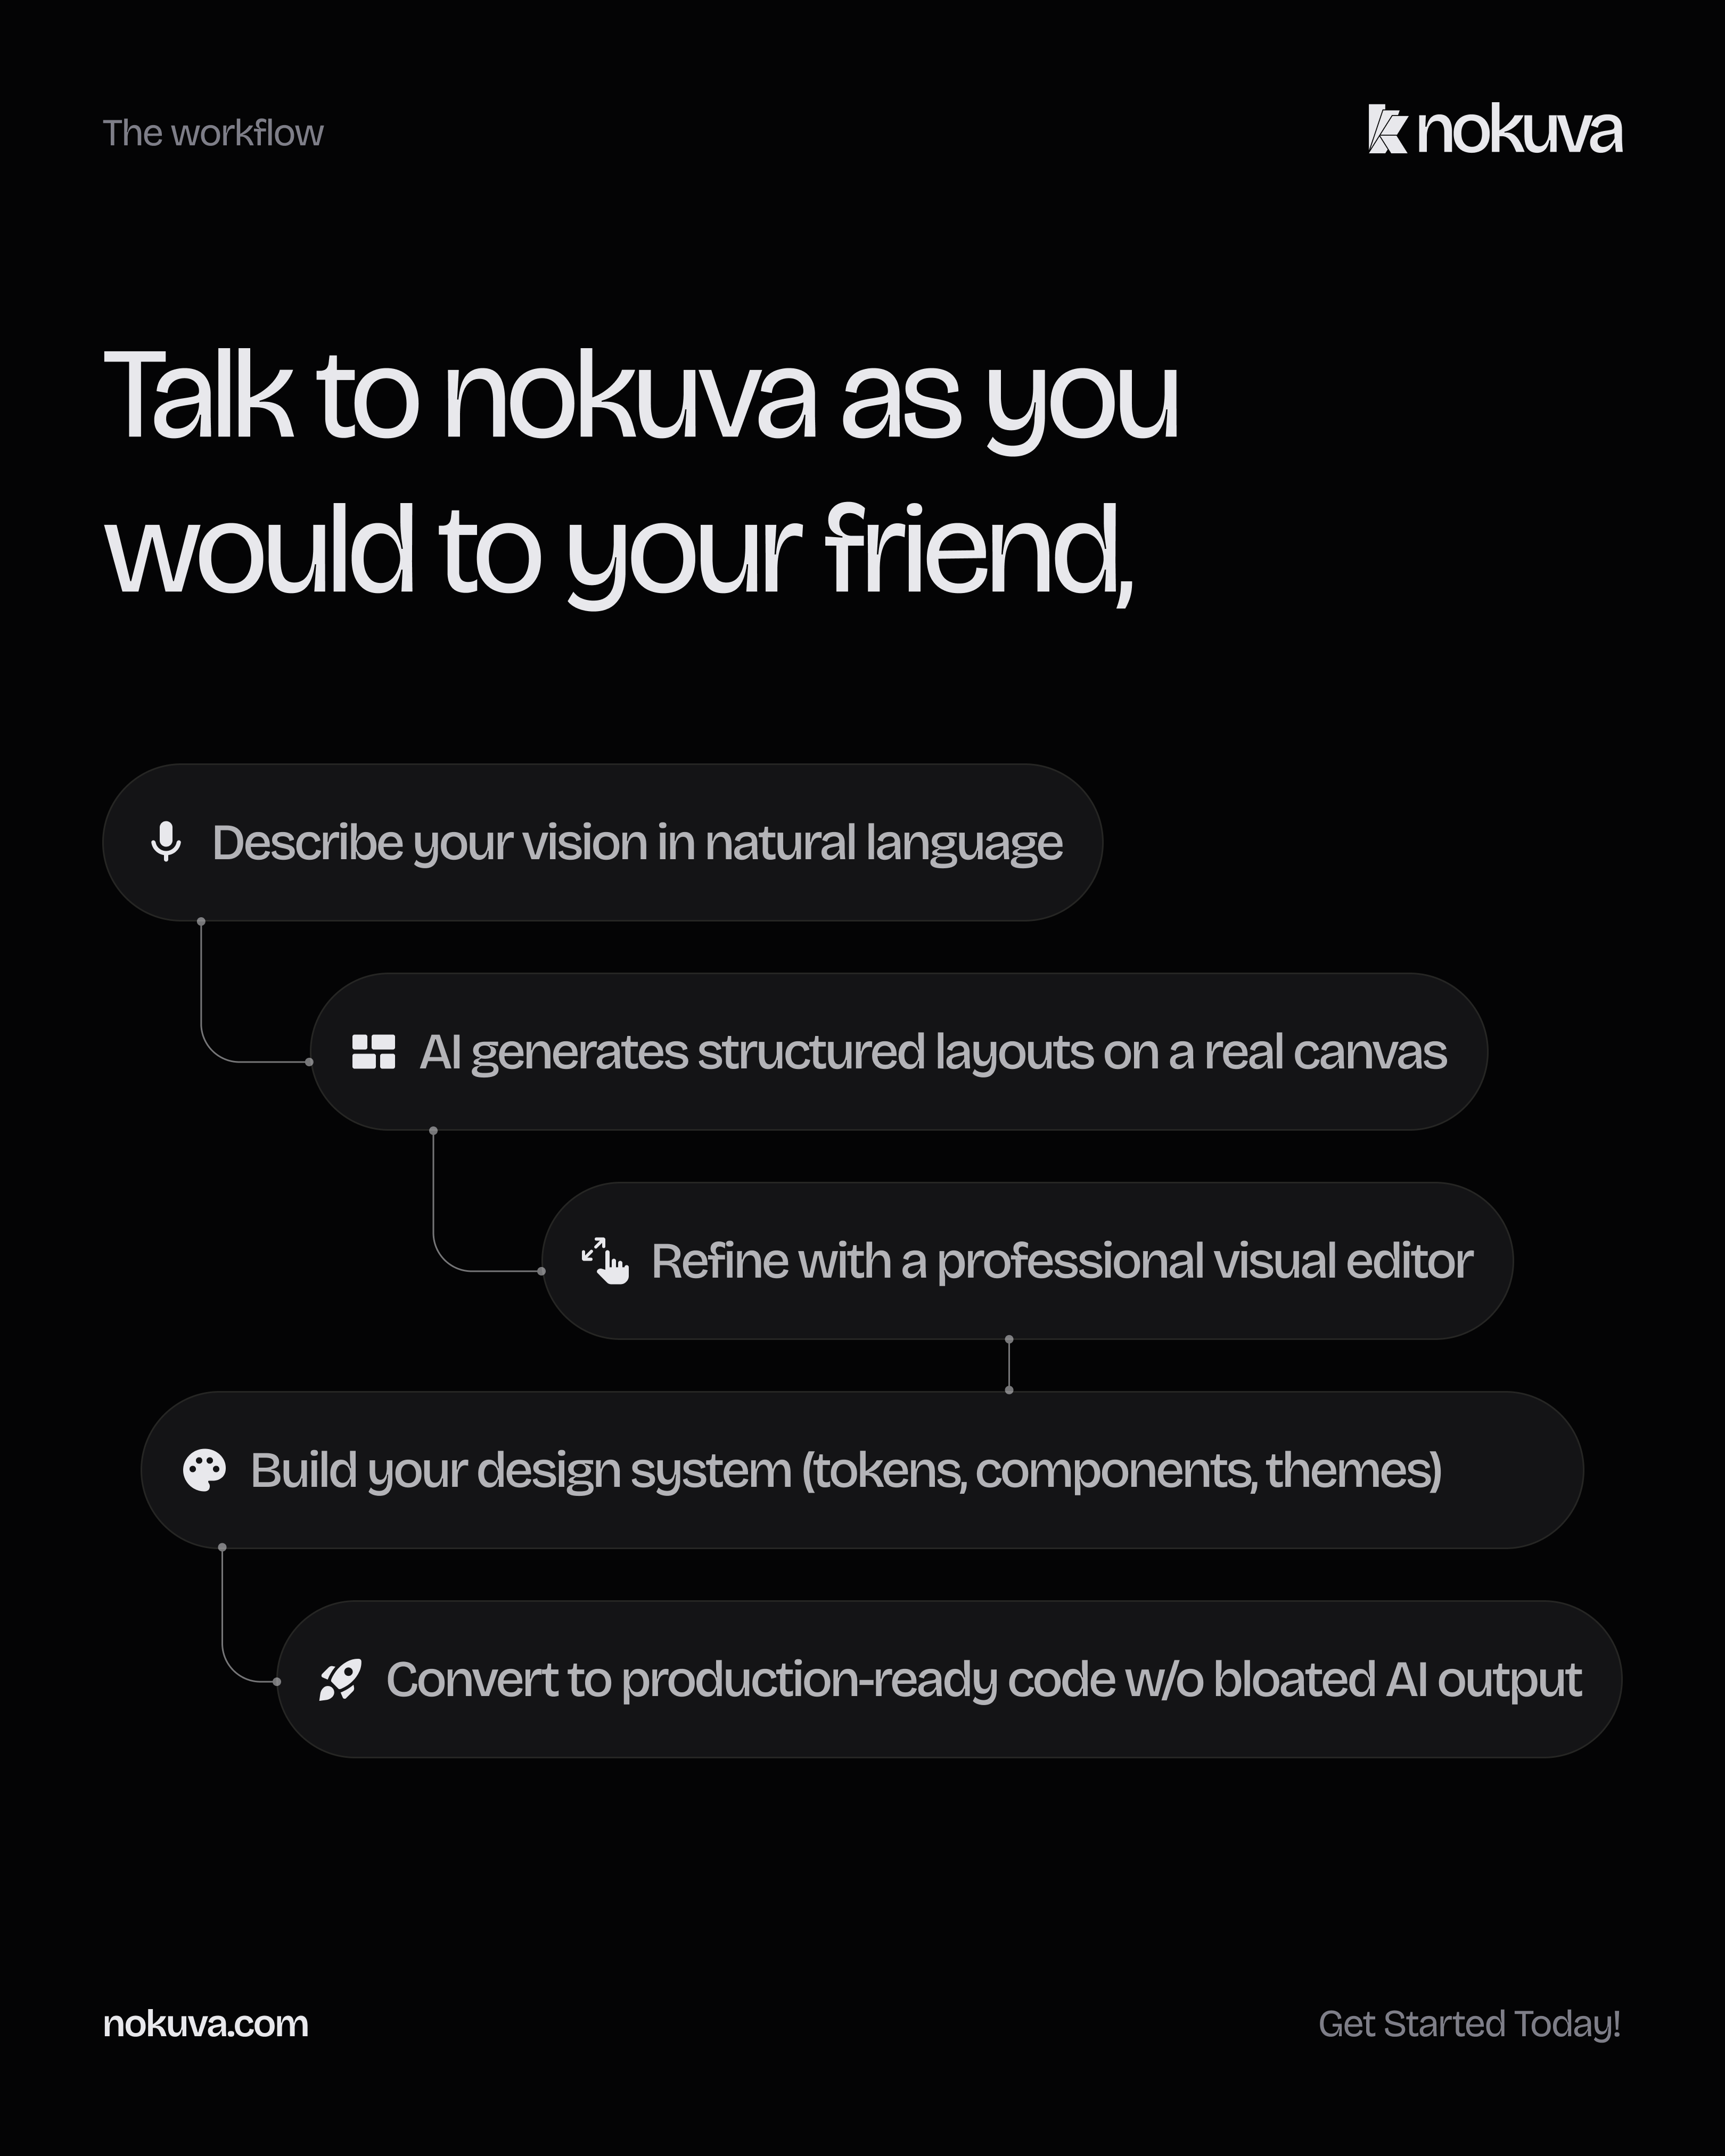 The workflow
nokuva
Talk to nokuva as you
would to your friend,
Describe your vision in natural language
AI generates structured layouts on a real canvas
Refine with a professional visual editor
Build your design system (tokens, components, themes)
Convert to production-ready code w/o bloated AI output
nokuva.com
Get Started Today!